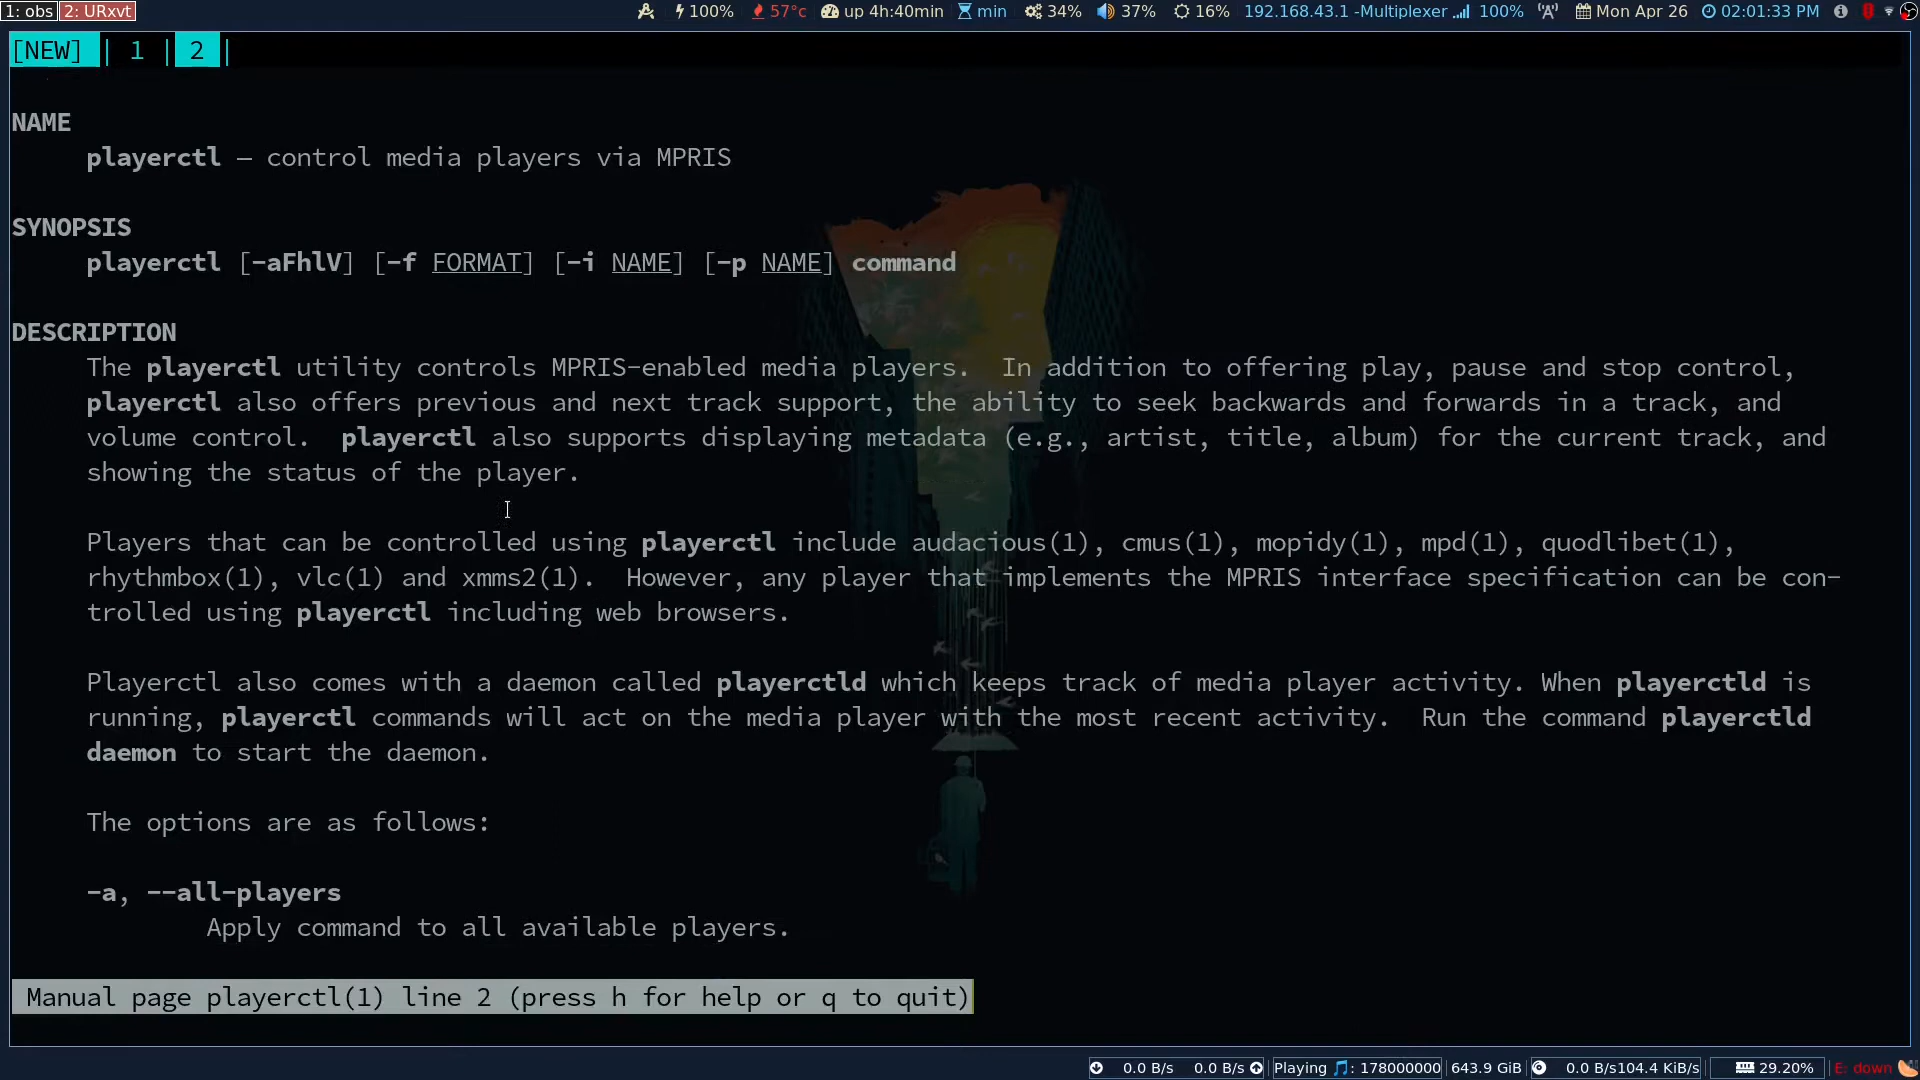 1: obs 2: URxvt 100% 57°c up 4h:40min min 34% 37% 16% 192.168.43.1 -Multiplexer 100% Mon Apr 26 02:01:33 PM
[NEW] | 1 | 2 |
NAME
playerctl – control media players via MPRIS
SYNOPSIS
playerctl [-aFhlV] [-f FORMAT] [-i NAME] [-p NAME] command
DESCRIPTION
The playerctl utility controls MPRIS-enabled media players.  In addition to offering play, pause and stop control,
playerctl also offers previous and next track support, the ability to seek backwards and forwards in a track, and
volume control.  playerctl also supports displaying metadata (e.g., artist, title, album) for the current track, and
showing the status of the player.
Players that can be controlled using playerctl include audacious(1), cmus(1), mopidy(1), mpd(1), quodlibet(1),
rhythmbox(1), vlc(1) and xmms2(1).  However, any player that implements the MPRIS interface specification can be con-
trolled using playerctl including web browsers.
Playerctl also comes with a daemon called playerctld which keeps track of media player activity. When playerctld is
running, playerctl commands will act on the media player with the most recent activity.  Run the command playerctld
daemon to start the daemon.
The options are as follows:
-a, --all-players
Apply command to all available players.
Manual page playerctl(1) line 2 (press h for help or q to quit)
0.0 B/s 0.0 B/s Playing : 178000000 643.9 GiB 0.0 B/s104.4 KiB/s 29.20% E: down